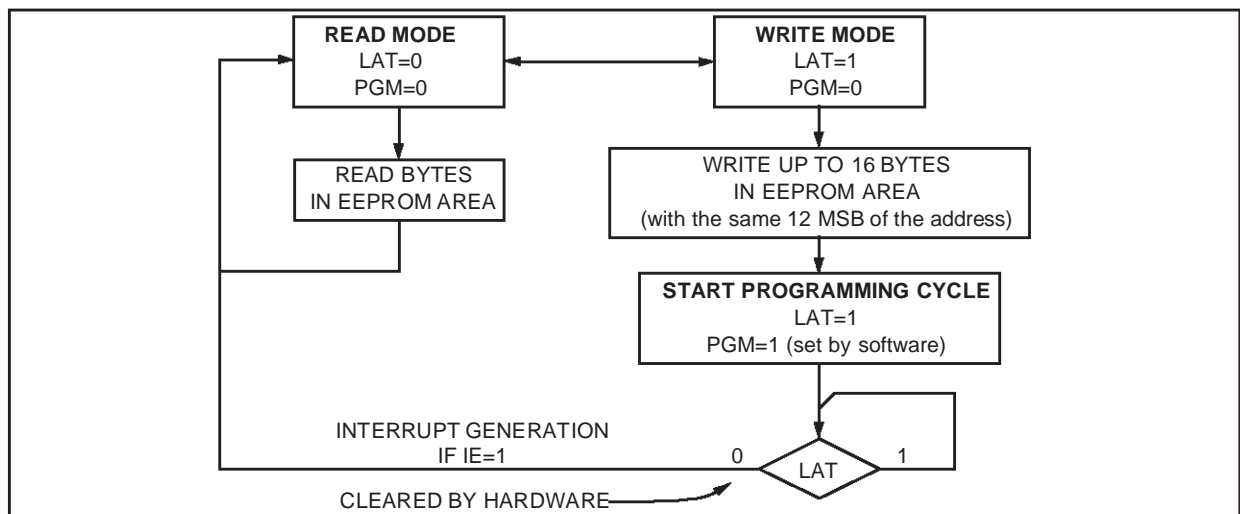 READ MODE
LAT=0
PGM=0
WRITE MODE
LAT=1
PGM=0
READ BYTES
IN EEPROM AREA
WRITE UP TO 16 BYTES
IN EEPROM AREA
(with the same 12 MSB of the address)
START PROGRAMMING CYCLE
LAT=1
PGM=1 (set by software)
INTERRUPT GENERATION
IF IE=1
0
LAT
1
CLEARED BY HARDWARE